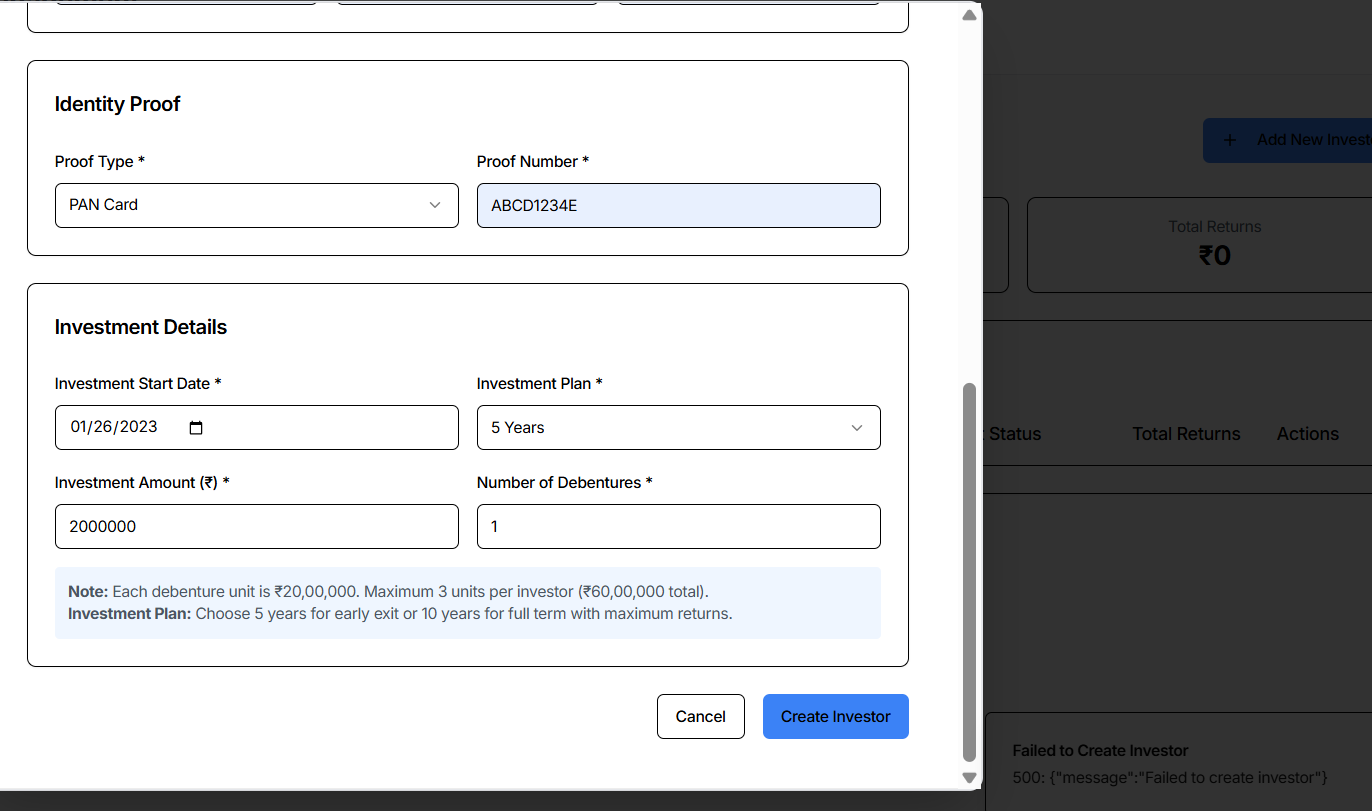 Identity Proof
Proof Type *
Proof Number *
PAN Card
ABCD1234E
Investment Details
Investment Start Date *
Investment Plan *
01/26/2023
5 Years
Investment Amount (₹) *
Number of Debentures *
2000000
1
Note: Each debenture unit is ₹20,00,000. Maximum 3 units per investor (₹60,00,000 total).
Investment Plan: Choose 5 years for early exit or 10 years for full term with maximum returns.
Cancel
Create Investor
+ Add New Invest
Total Returns
₹0
Status
Total Returns
Actions
Failed to Create Investor
500: {"message":"Failed to create investor"}